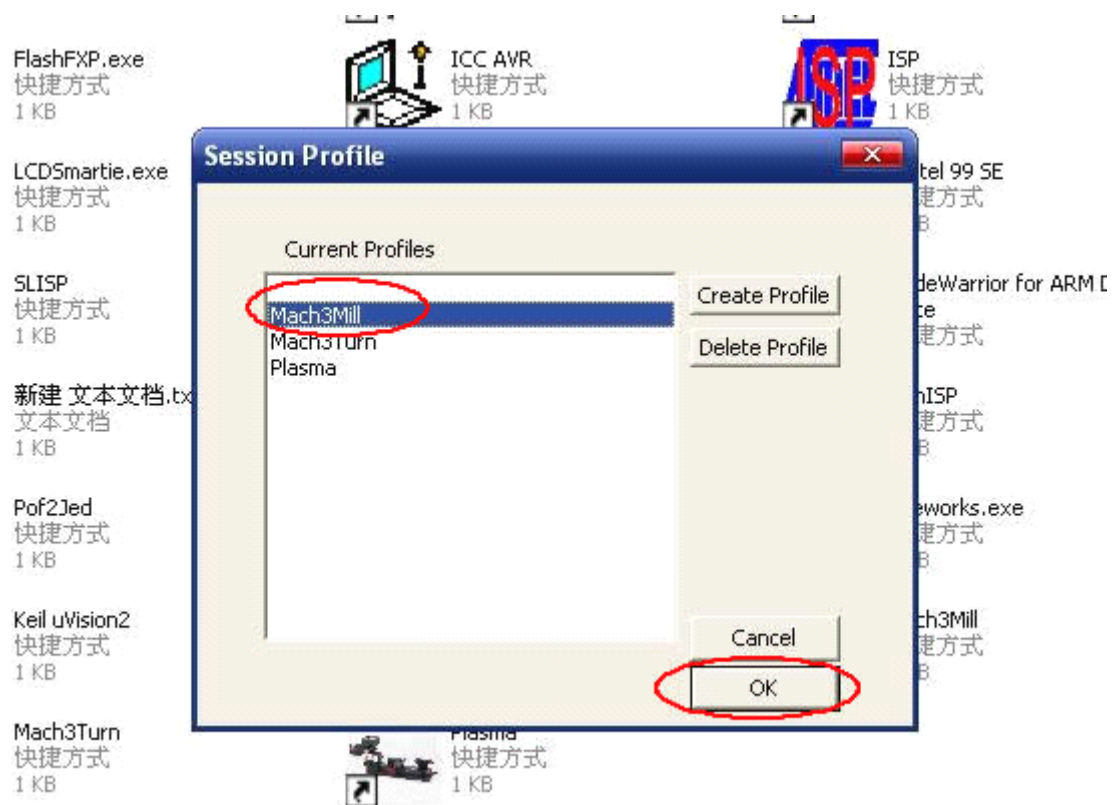 FlashFXP.exe
快捷方式
1 KB
ICC AVR
快捷方式
1 KB
ISP
ISP
快捷方式
1 KB
Session Profile
LCDSmartie.exe
快捷方式
1 KB
tel 99 SE
捷方式
B
Current Profiles
Mach3Mill
Mach3Turn
Plasma
Create Profile
Delete Profile
Cancel
OK
SLISP
快捷方式
1 KB
deWarrior for ARM D
te
捷方式
新建 文本文档.tx
文本文档
1 KB
nISP
捷方式
B
Pof2Jed
快捷方式
1 KB
eworks.exe
捷方式
B
Keil uVision2
快捷方式
1 KB
ch3Mill
捷方式
B
Mach3Turn
快捷方式
1 KB
Plasma
快捷方式
1 KB